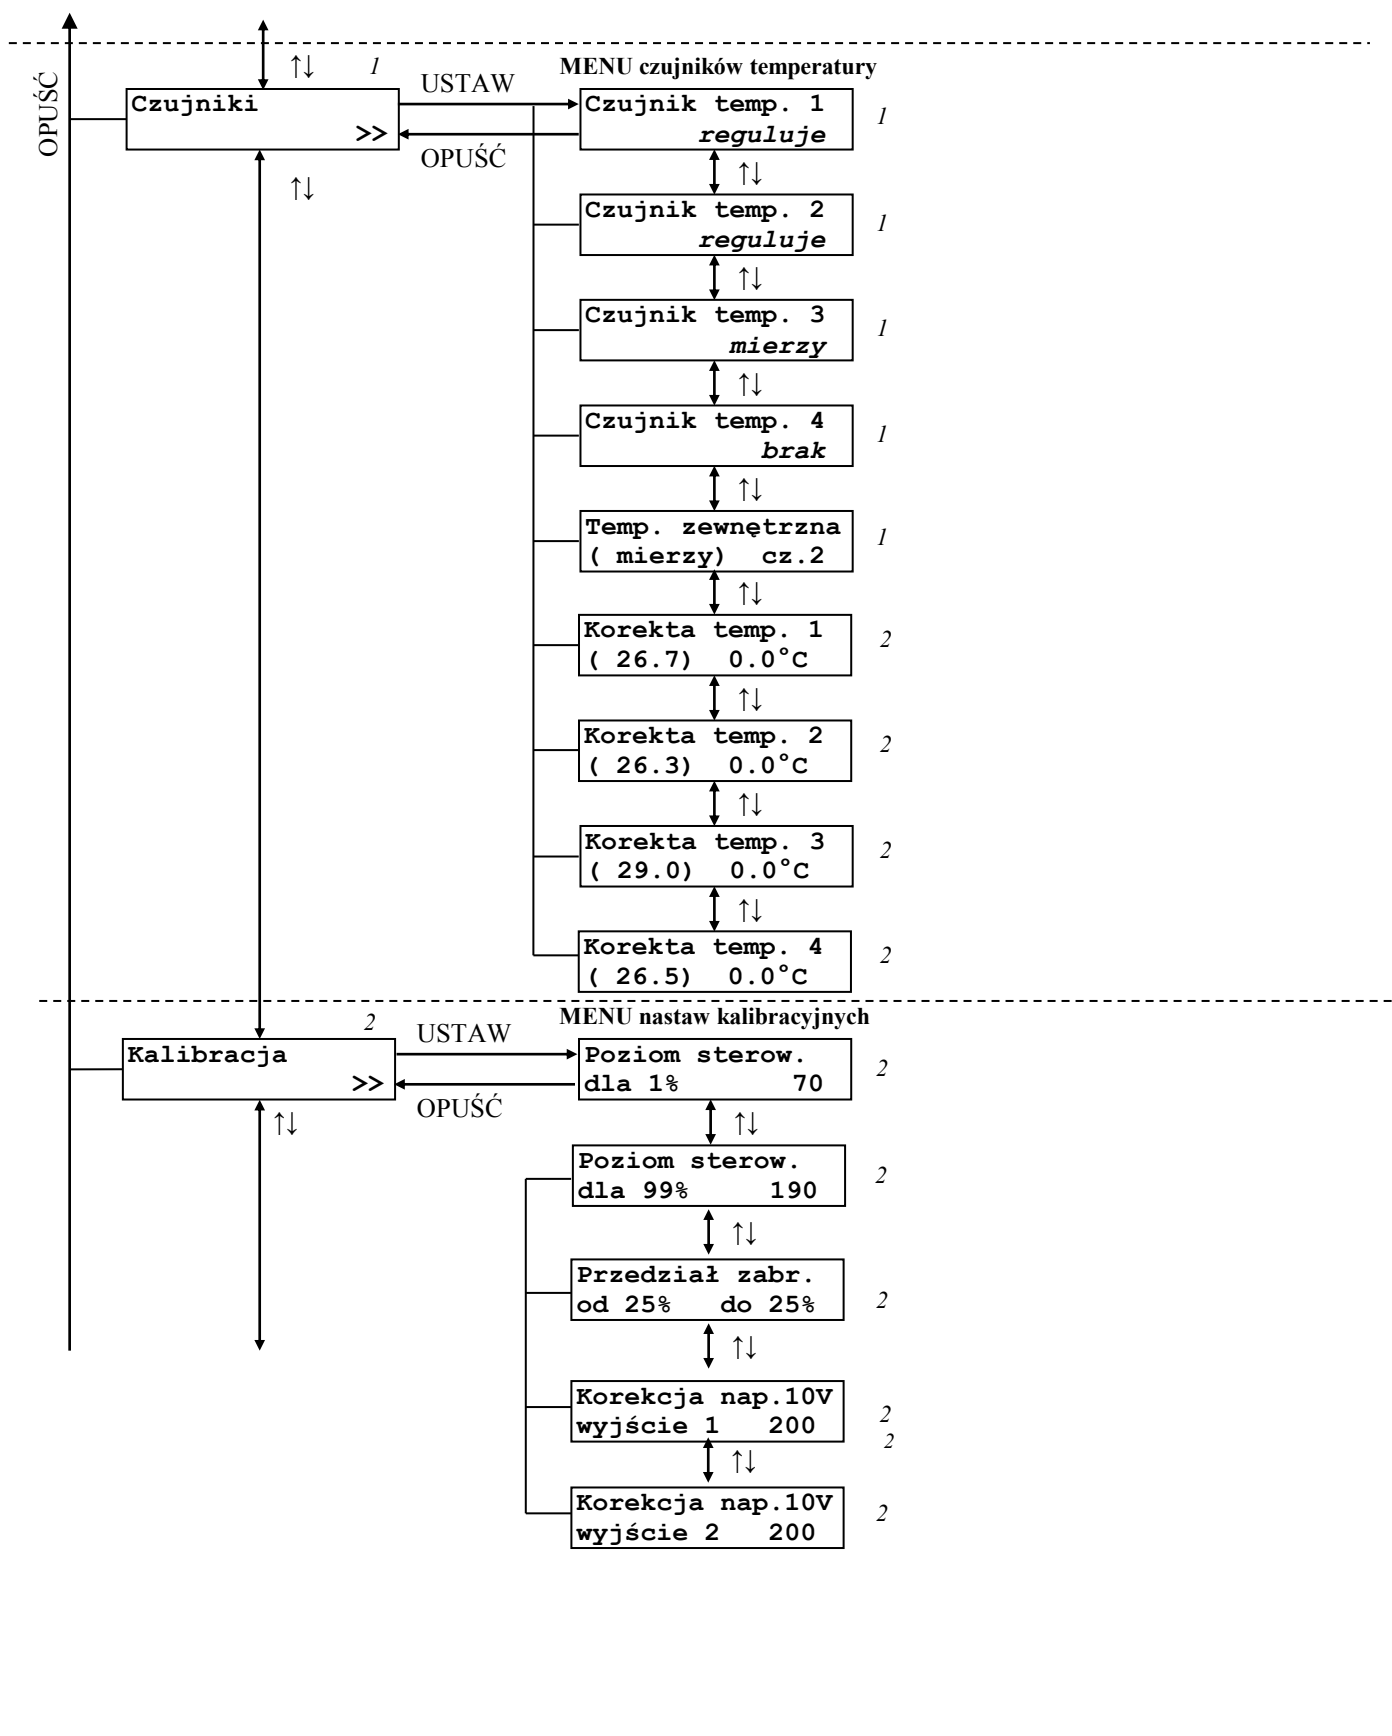 OPUŚĆ
↑↓
1
MENU czujników temperatury
Czujniki
>>
USTAW
OPUŚĆ
↑↓
Czujnik temp. 1
reguluje
1
↑↓
Czujnik temp. 2
reguluje
1
↑↓
Czujnik temp. 3
mierzy
1
↑↓
Czujnik temp. 4
brak
1
↑↓
Temp. zewnętrzna
( mierzy) cz.2
1
↑↓
Korekta temp. 1
( 26.7) 0.0°C
2
↑↓
Korekta temp. 2
( 26.3) 0.0°C
2
↑↓
Korekta temp. 3
( 29.0) 0.0°C
2
↑↓
Korekta temp. 4
( 26.5) 0.0°C
2
2
MENU nastaw kalibracyjnych
Kalibracja
>>
USTAW
OPUŚĆ
↑↓
Poziom sterow.
dla 1% 70
2
↑↓
Poziom sterow.
dla 99% 190
2
↑↓
Przedział zabr.
od 25% do 25%
2
↑↓
Korekcja nap.10V
wyjście 1 200
2
2
↑↓
Korekcja nap.10V
wyjście 2 200
2